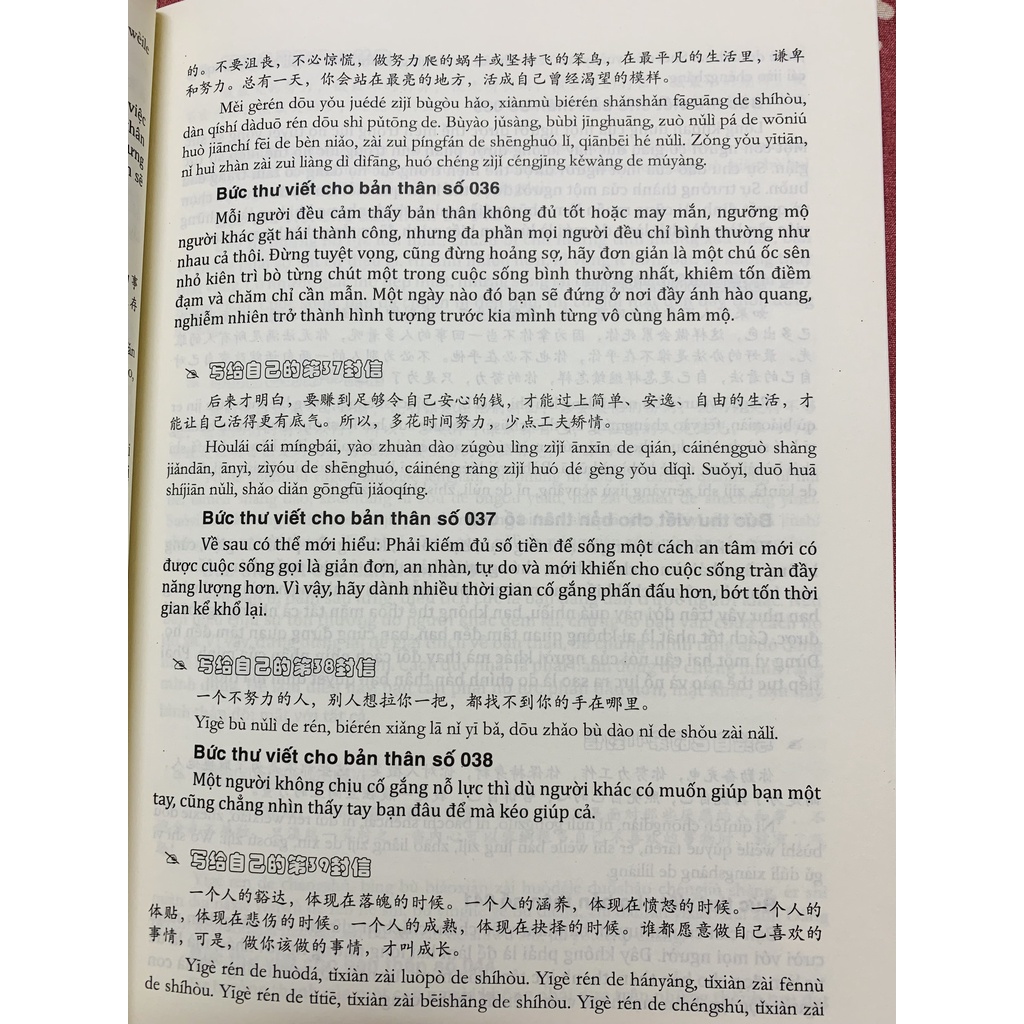 的。不要沮丧，不必惊慌，做努力爬的蜗牛或坚持飞的笨鸟，在最平凡的生活里，谦卑
和努力。总有一天，你会站在最亮的地方，活成自己曾经渴望的模样。
Měi gèrén dōu yǒu juédé zìjǐ bùgòu hǎo, xiànmù biérén shǎnshǎn fāguāng de shíhòu,
dàn qíshí dàduō rén dōu shì pǔtōng de. Bùyào jǔsàng, bùbì jīnghuāng, zuò nǔlì pá de wōniú
huò jiānchí fēi de bèn niǎo, zài zuì píngfán de shēnghuó lǐ, qiānbēi hé nǔlì. Zǒng yǒu yītiān,
nǐ huì zhàn zài zuì liàng dì dìfāng, huó chéng zìjǐ céngjīng kěwàng de múyàng.
Bức thư viết cho bản thân số 036
Mỗi người đều cảm thấy bản thân không đủ tốt hoặc may mắn, ngưỡng mộ
người khác gặt hái thành công, nhưng đa phần mọi người đều chỉ bình thường như
nhau cả thôi. Đừng tuyệt vọng, cũng đừng hoảng sợ, hãy đơn giản là một chú ốc sên
nhỏ kiên trì bò từng chút một trong cuộc sống bình thường nhất, khiêm tốn điềm
đạm và chăm chỉ cần mẫn. Một ngày nào đó bạn sẽ đứng ở nơi đầy ánh hào quang,
nghiễm nhiên trở thành hình tượng trước kia mình từng vô cùng hâm mộ.
写给自己的第37封信
后来才明白，要赚到足够令自己安心的钱，才能过上简单、安逸、自由的生活，才
能让自己活得更有底气。所以，多花时间努力，少点工夫矫情。
Hòulái cái míngbái, yào zhuàn dào zúgòu lìng zìjǐ ānxīn de qián, cáinéngguò shàng
jiǎndān, ānyì, zìyóu de shēnghuó, cáinéng ràng zìjǐ huó dé gèng yǒu dǐqì. Suǒyǐ, duō huā
shíjiān nǔlì, shǎo diǎn gōngfū jiǎoqíng.
Bức thư viết cho bản thân số 037
Về sau có thể mới hiểu: Phải kiếm đủ số tiền để sống một cách an tâm mới có
được cuộc sống gọi là giản đơn, an nhàn, tự do và mới khiến cho cuộc sống tràn đầy
năng lượng hơn. Vì vậy, hãy dành nhiều thời gian cố gắng phấn đấu hơn, bớt tốn thời
gian kể khổ lại.
写给自己的第38封信
一个不努力的人，别人想拉你一把，都找不到你的手在哪里。
Yīgè bù nǔlì de rén, biérén xiǎng lā nǐ yī bǎ, dōu zhǎo bù dào nǐ de shǒu zài nǎlǐ.
Bức thư viết cho bản thân số 038
Một người không chịu cố gắng nỗ lực thì dù người khác có muốn giúp bạn một
tay, cũng chẳng nhìn thấy tay bạn đâu để mà kéo giúp cả.
写给自己的第39封信
一个人的豁达，体现在落魄的时候。一个人的涵养，体现在愤怒的时候。一个人的
体贴，体现在悲伤的时候。一个人的成熟，体现在抉择的时候。谁都愿意做自己喜欢的
事情，可是，做你该做的事情，才叫成长。
Yīgè rén de huòdá, tǐxiàn zài luòpò de shíhòu. Yīgè rén de hányǎng, tǐxiàn zài fènnù
de shíhòu. Yīgè rén de tǐtiē, tǐxiàn zài bēishāng de shíhòu. Yīgè rén de chéngshú, tǐxiàn zài